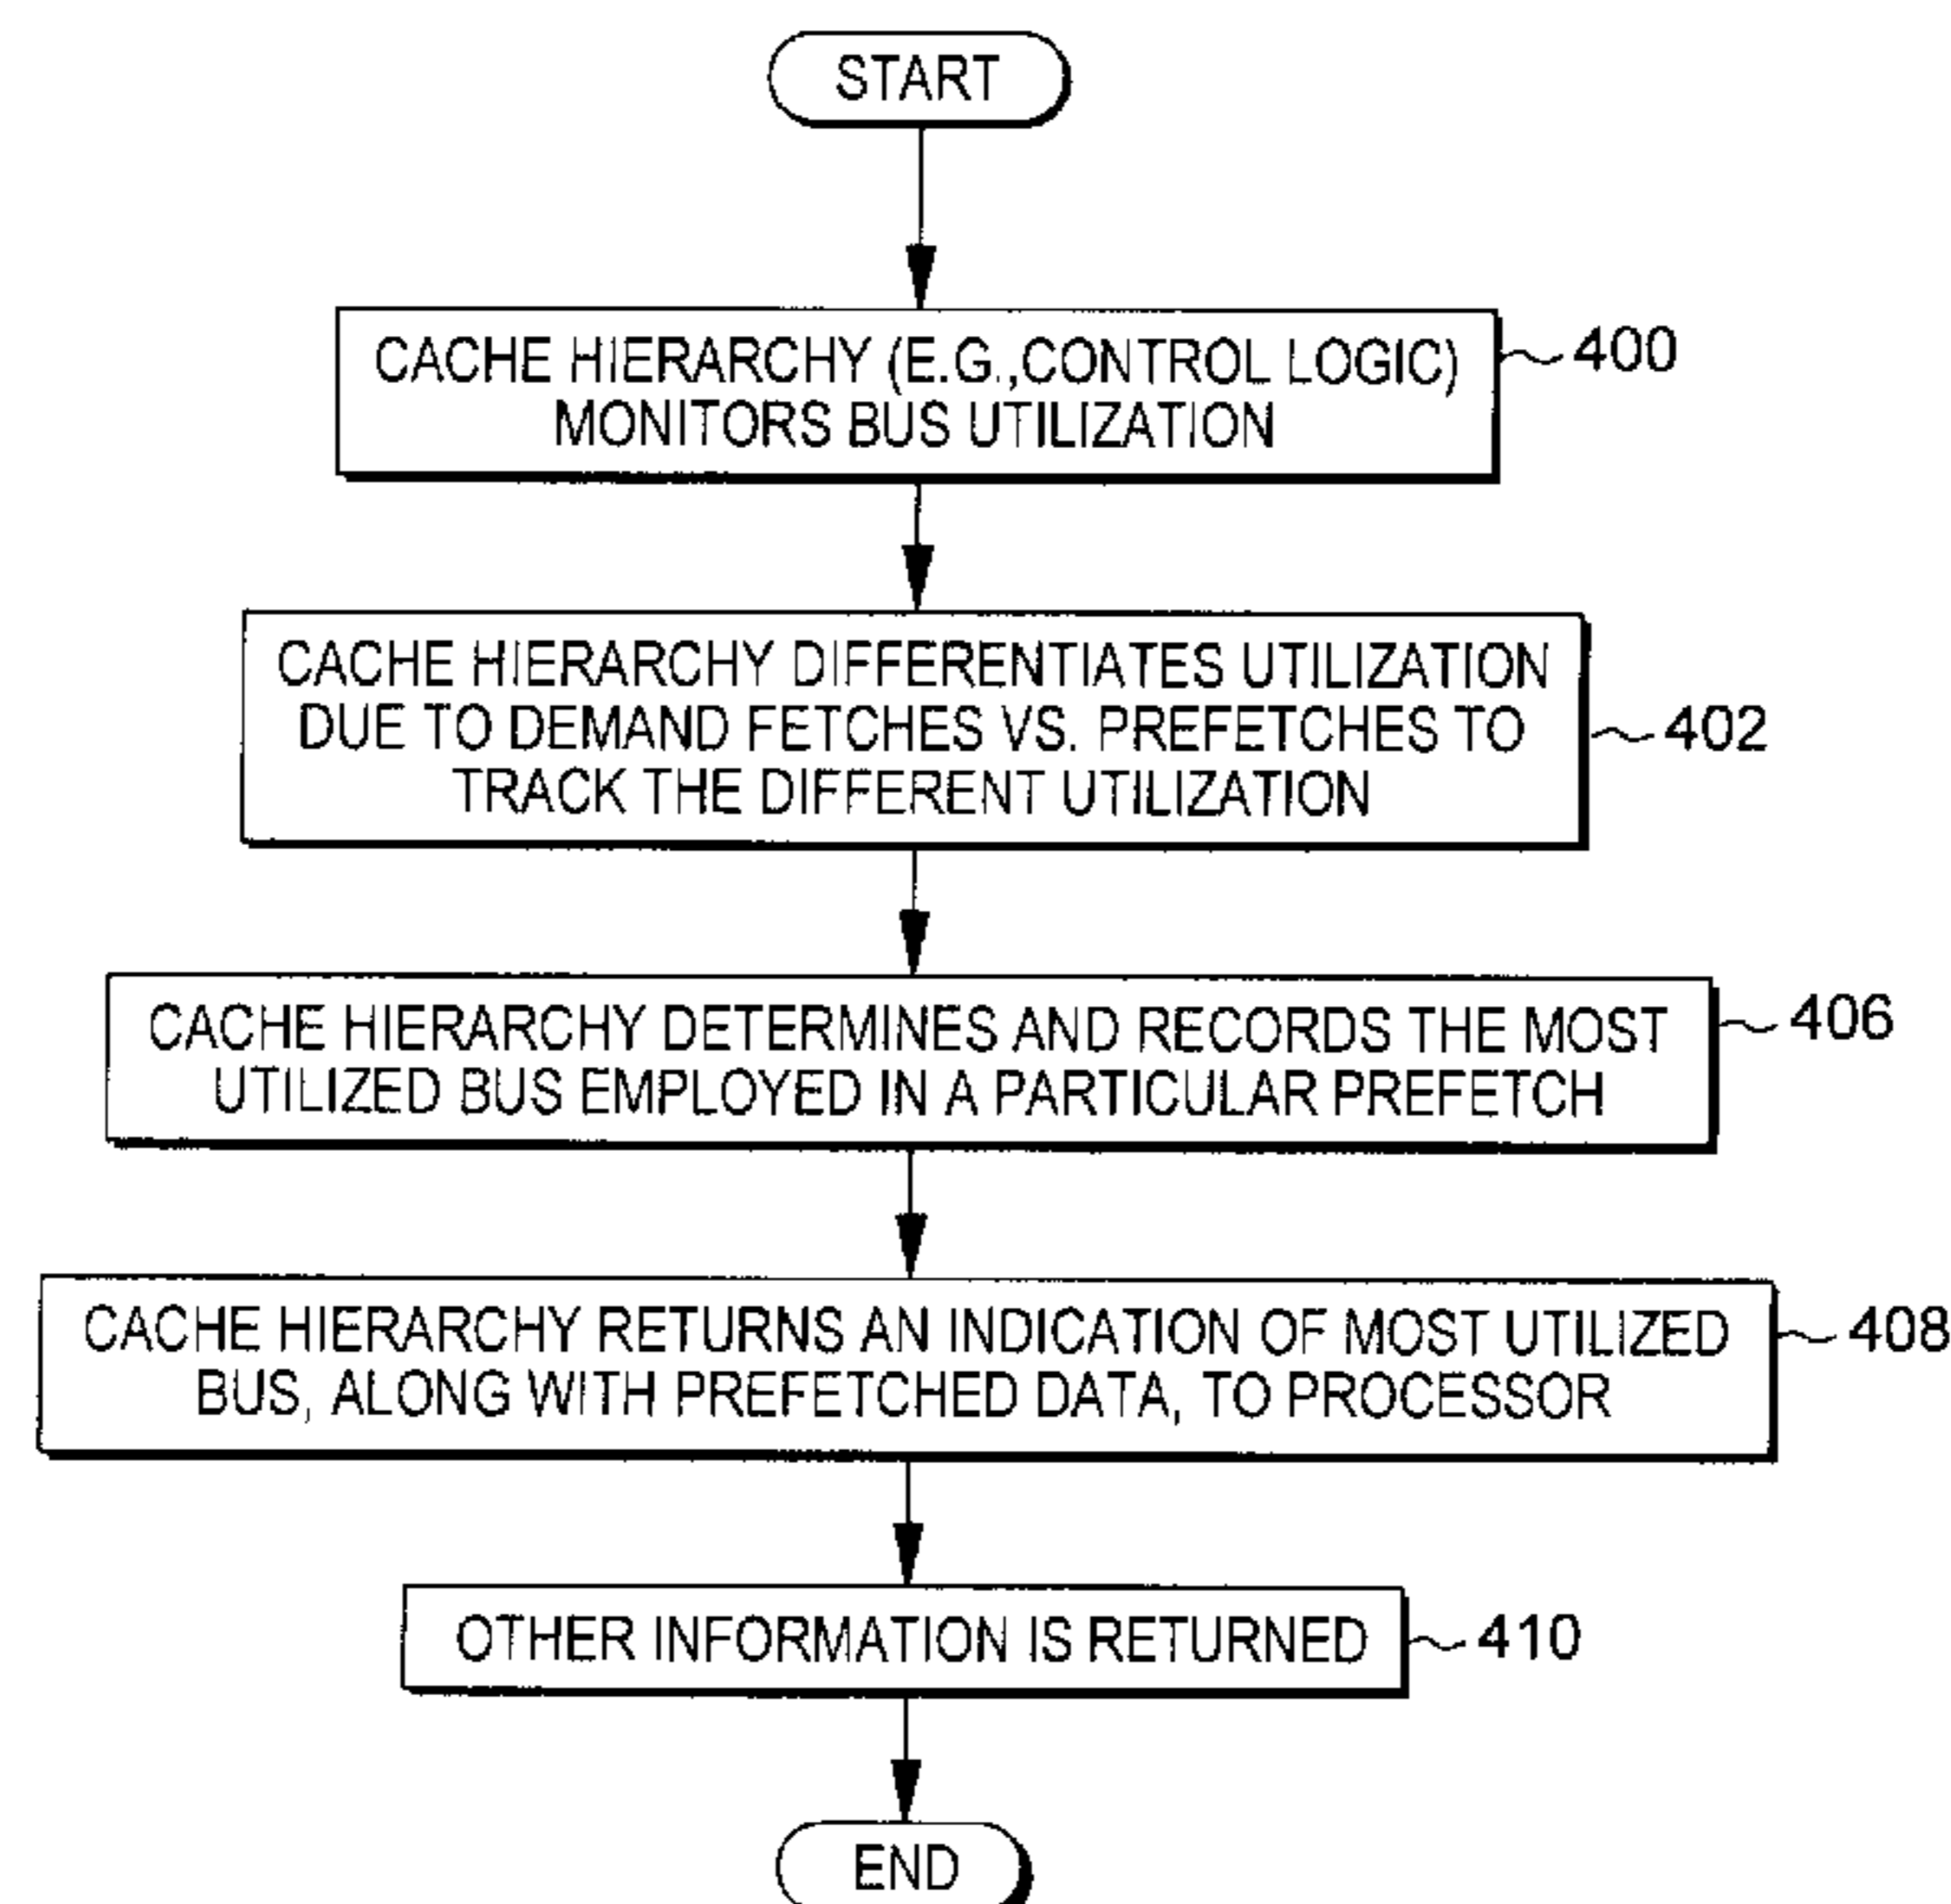 START
CACHE HIERARCHY (E.G.,CONTROL LOGIC)
MONITORS BUS UTILIZATION
400
CACHE HIERARCHY DIFFERENTIATES UTILIZATION
DUE TO DEMAND FETCHES VS. PREFETCHES TO
TRACK THE DIFFERENT UTILIZATION
402
CACHE HIERARCHY DETERMINES AND RECORDS THE MOST
UTILIZED BUS EMPLOYED IN A PARTICULAR PREFETCH
406
CACHE HIERARCHY RETURNS AN INDICATION OF MOST UTILIZED
BUS, ALONG WITH PREFETCHED DATA, TO PROCESSOR
408
OTHER INFORMATION IS RETURNED
410
END